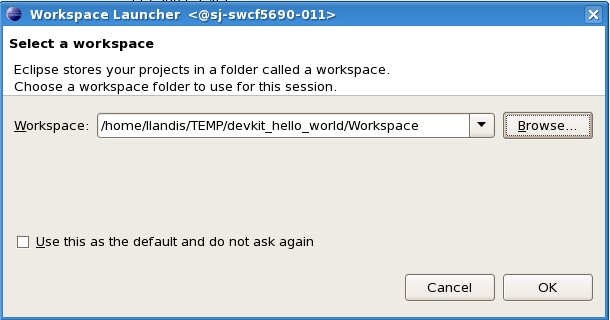 Workspace Launcher <@sj-swcf5690-011>
Select a workspace
Eclipse stores your projects in a folder called a workspace.
Choose a workspace folder to use for this session.
Workspace: /home/llandis/TEMP/devkit_hello_world/Workspace Browse...
Use this as the default and do not ask again
Cancel OK